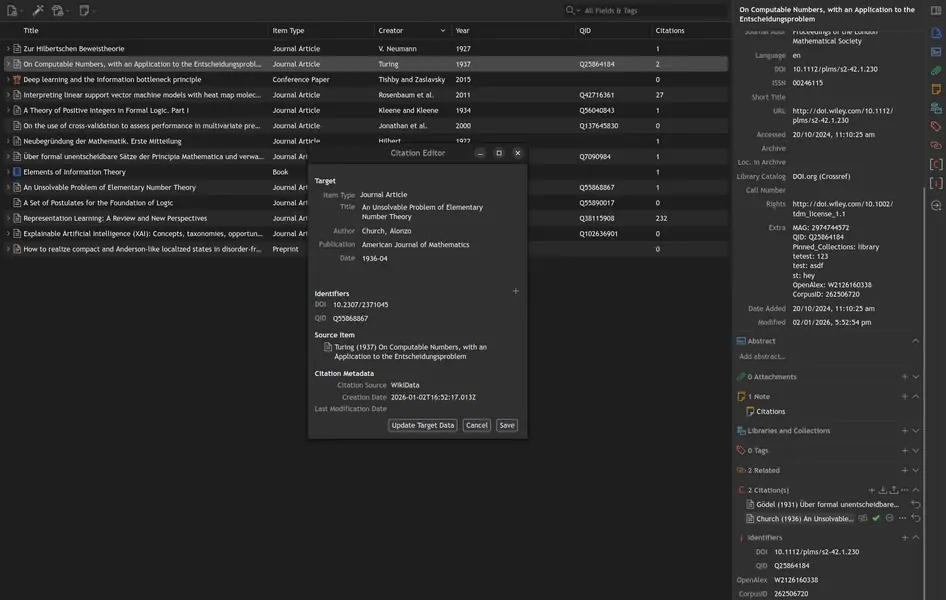 All Fields & Tags
Title Item Type Creator Year QID Citations
Zur Hilbertschen Beweistheorie Journal Article V. Neumann 1927 1
On Computable Numbers, with an Application to the Entscheidungsprobl... Journal Article Turing 1937 Q25864184 2
Deep learning and the information bottleneck principle Conference Paper Tishby and Zaslavsky 2015 0
Interpreting linear support vector machine models with heat map molec... Journal Article Rosenbaum et al. 2011 Q42716361 27
A Theory of Positive Integers in Formal Logic. Part I Journal Article Kleene and Kleene 1934 Q56040843 1
On the use of cross-validation to assess performance in multivariate pre... Journal Article Jonathan et al. 2000 Q137645830 0
Neubegründung der Mathematik. Erste Mitteilung Journal Article Hilbert 1922 1
Über formal unentscheidbare Sätze der Principia Mathematica und verwa... Journal Art Q7090984 1
Elements of Information Theory Book 1
An Unsolvable Problem of Elementary Number Theory Journal Art Q55868867 1
A Set of Postulates for the Foundation of Logic Journal Art Q55890017 0
Representation Learning: A Review and New Perspectives Journal Art Q38115908 232
Explainable Artificial Intelligence (XAI): Concepts, taxonomies, opportun... Journal Art Q102636901 0
How to realize compact and Anderson-like localized states in disorder-fr... Preprint 0
Citation Editor
Target
Item Type Journal Article
Title An Unsolvable Problem of Elementary
Number Theory
Author Church, Alonzo
Publication American Journal of Mathematics
Date 1936-04
Identifiers
DOI 10.2307/2371045
QID Q55868867
Source Item
Turing (1937) On Computable Numbers, with an
Application to the Entscheidungsproblem
Citation Metadata
Citation Source WikiData
Creation Date 2026-01-02T16:52:17.013Z
Last Modification Date
Update Target Data Cancel Save
On Computable Numbers, with an Application to the
Entscheidungsproblem
Journal Abbr Proceedings of the London
Mathematical Society
Language en
DOI 10.1112/plms/s2-42.1.230
ISSN 00246115
Short Title
URL http://doi.wiley.com/10.1112/
plms/s2-42.1.230
Accessed 20/10/2024, 11:10:25 am
Archive
Loc. in Archive
Library Catalog DOI.org (Crossref)
Call Number
Rights http://doi.wiley.com/10.1002/
tdm_license_1.1
Extra MAG: 2974744572
QID: Q25864184
Pinned_Collections: library
tetest: 123
test: asdf
st: hey
OpenAlex: W2126160338
CorpusID: 262506720
Date Added 20/10/2024, 11:10:25 am
Modified 02/01/2026, 5:52:54 pm
Abstract
Add abstract...
0 Attachments
1 Note
Citations
Libraries and Collections
0 Tags
2 Related
2 Citation(s)
Gödel (1931) Über formal unentscheidbare...
Church (1936) An Unsolvable...
Identifiers
DOI 10.1112/plms/s2-42.1.230
QID Q25864184
OpenAlex W2126160338
CorpusID 262506720